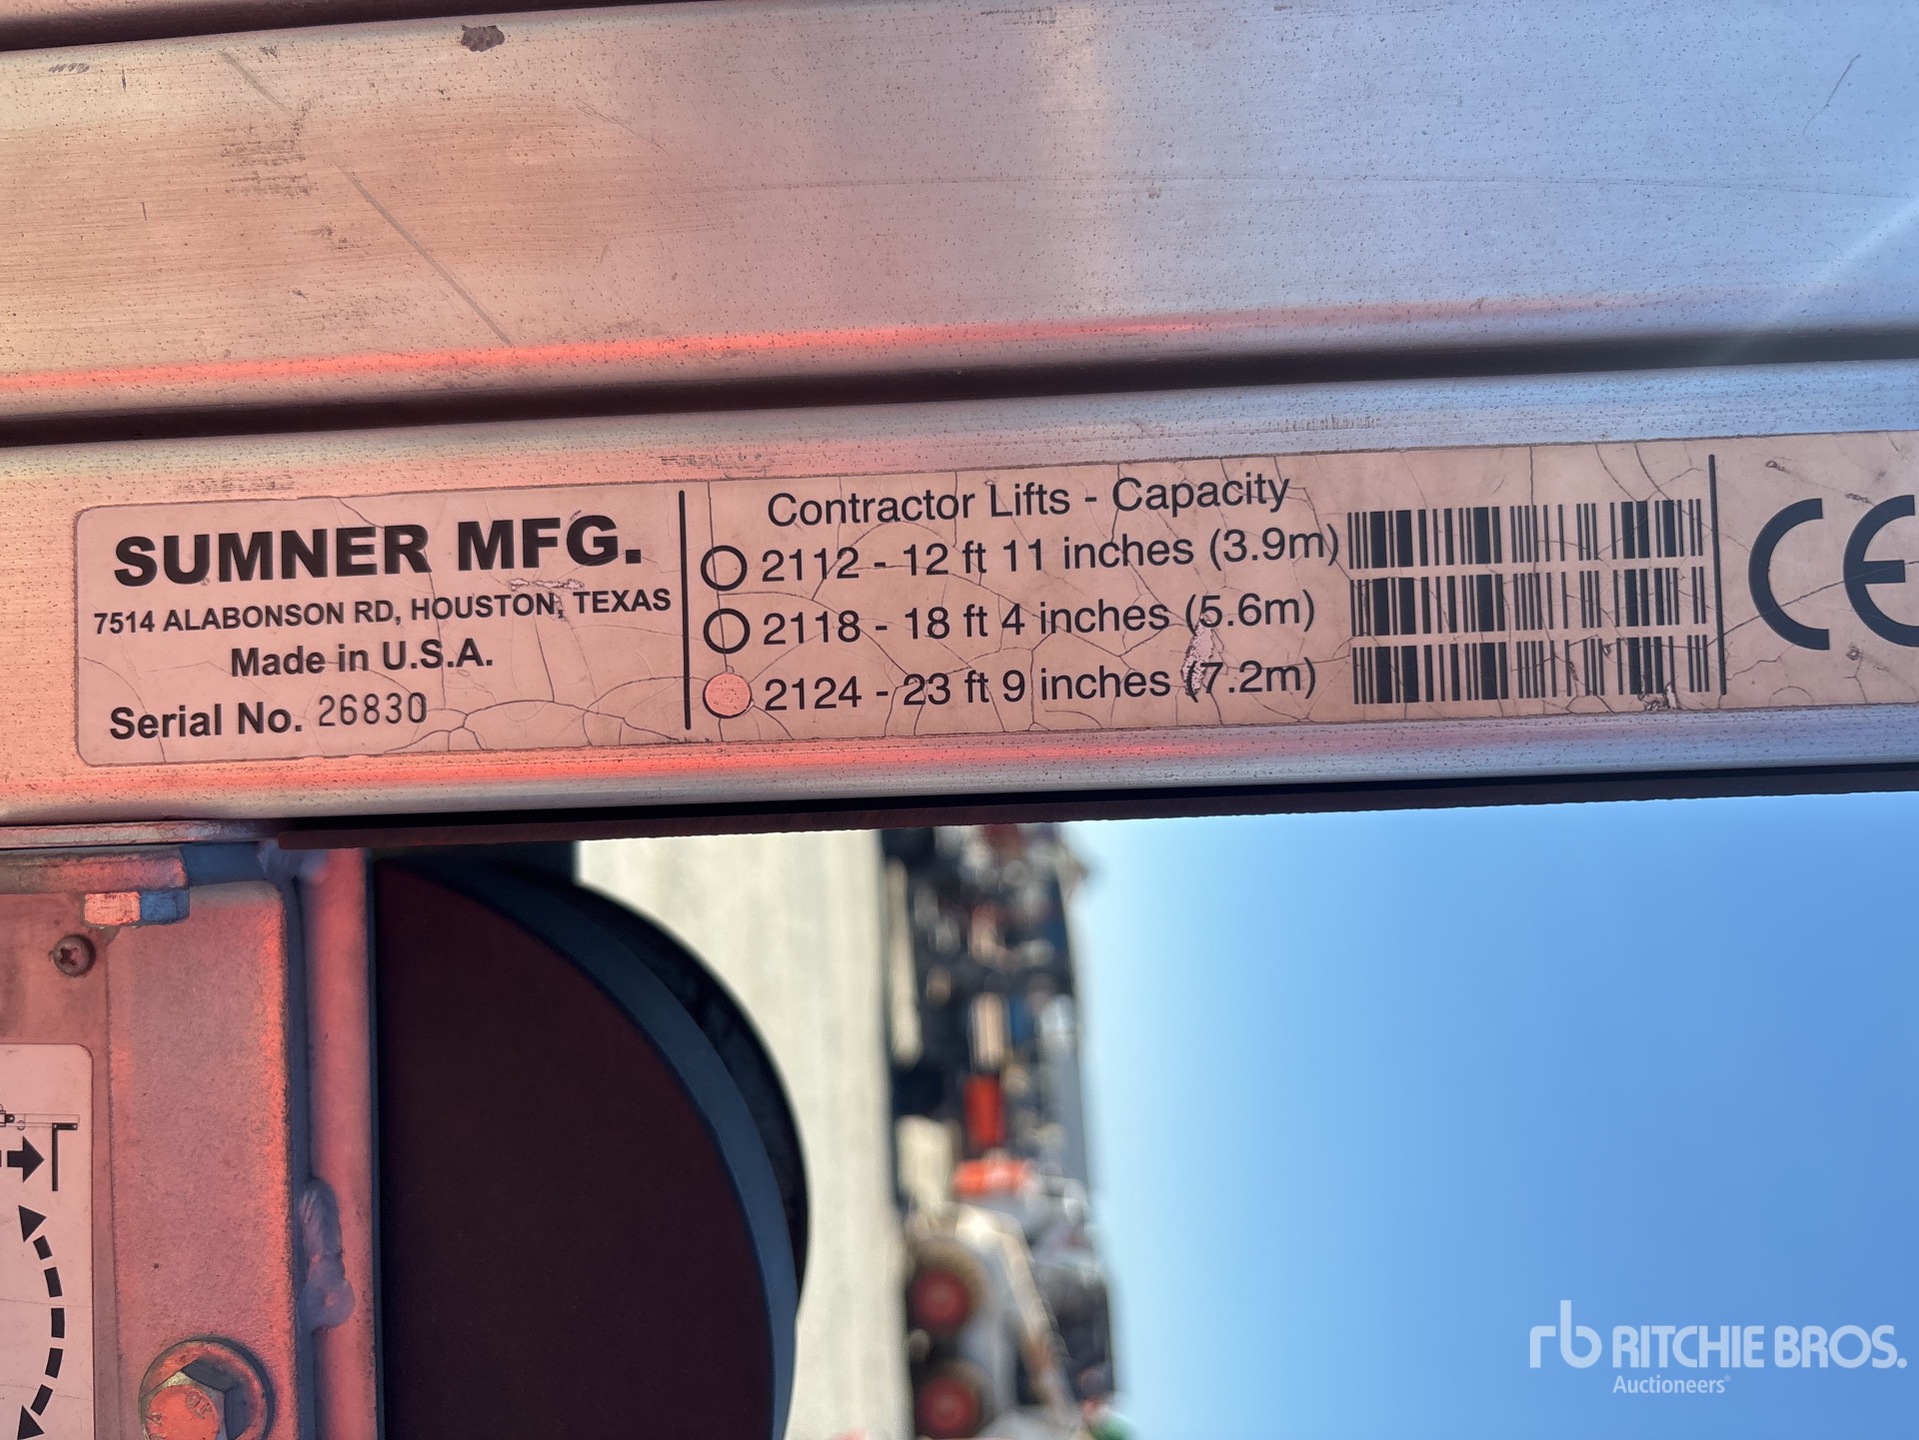 SUMNER MFG.
7514 ALABONSON RD, HOUSTON, TEXAS
Made in U.S.A.
Serial No. 26830
Contractor Lifts - Capacity
2112 - 12 ft 11 inches (3.9m)
2118 - 18 ft 4 inches (5.6m)
2124 - 23 ft 9 inches (7.2m)
CE
rb RITCHIE BROS.
Auctioneers